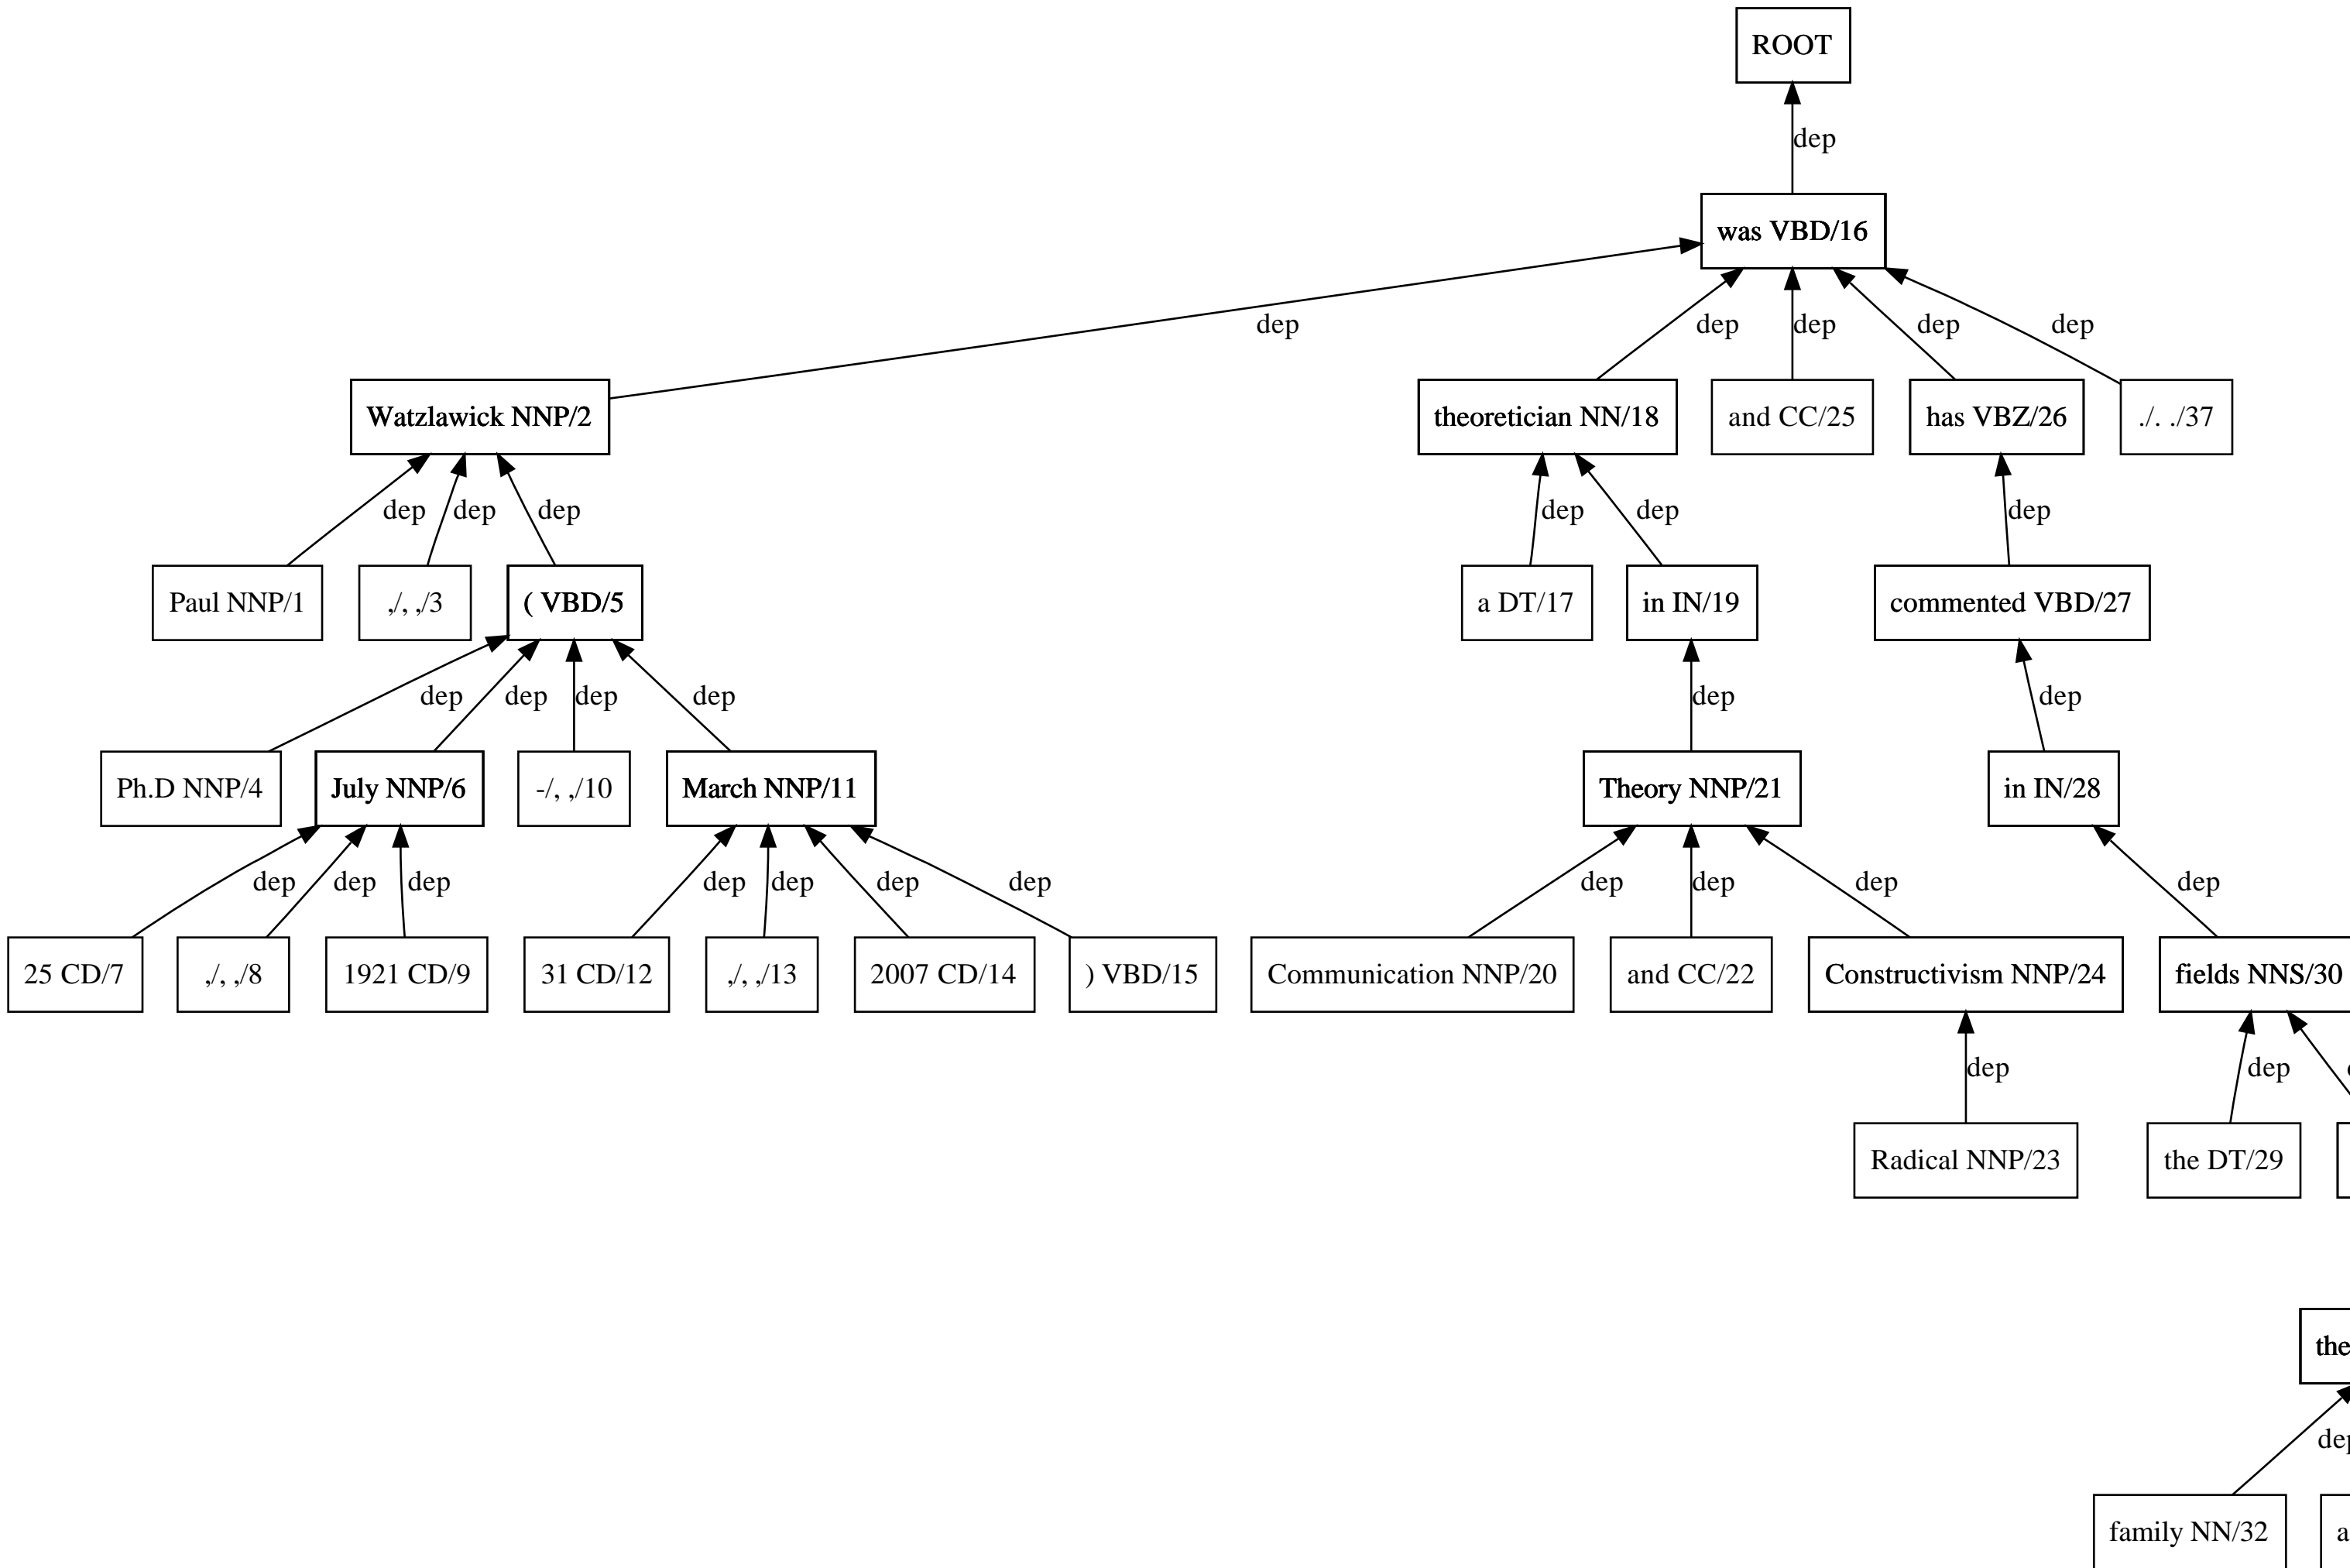 ROOT
dep
was VBD/16
dep dep dep dep dep
Watzlawick NNP/2 theoretician NN/18 and CC/25 has VBZ/26 ./. ./37
dep dep dep dep dep dep
Paul NNP/1 ,/, ,/3 ( VBD/5 a DT/17 in IN/19 commented VBD/27
dep dep dep dep dep dep
Ph.D NNP/4 July NNP/6 -/, ,/10 March NNP/11 Theory NNP/21 in IN/28
dep dep dep dep dep dep dep dep dep dep dep
25 CD/7 ,/, ,/8 1921 CD/9 31 CD/12 ,/, ,/13 2007 CD/14 ) VBD/15 Communication NNP/20 and CC/22 Constructivism NNP/24 fields NNS/30
dep dep
Radical NNP/23 the DT/29
the
dep
family NN/32 a